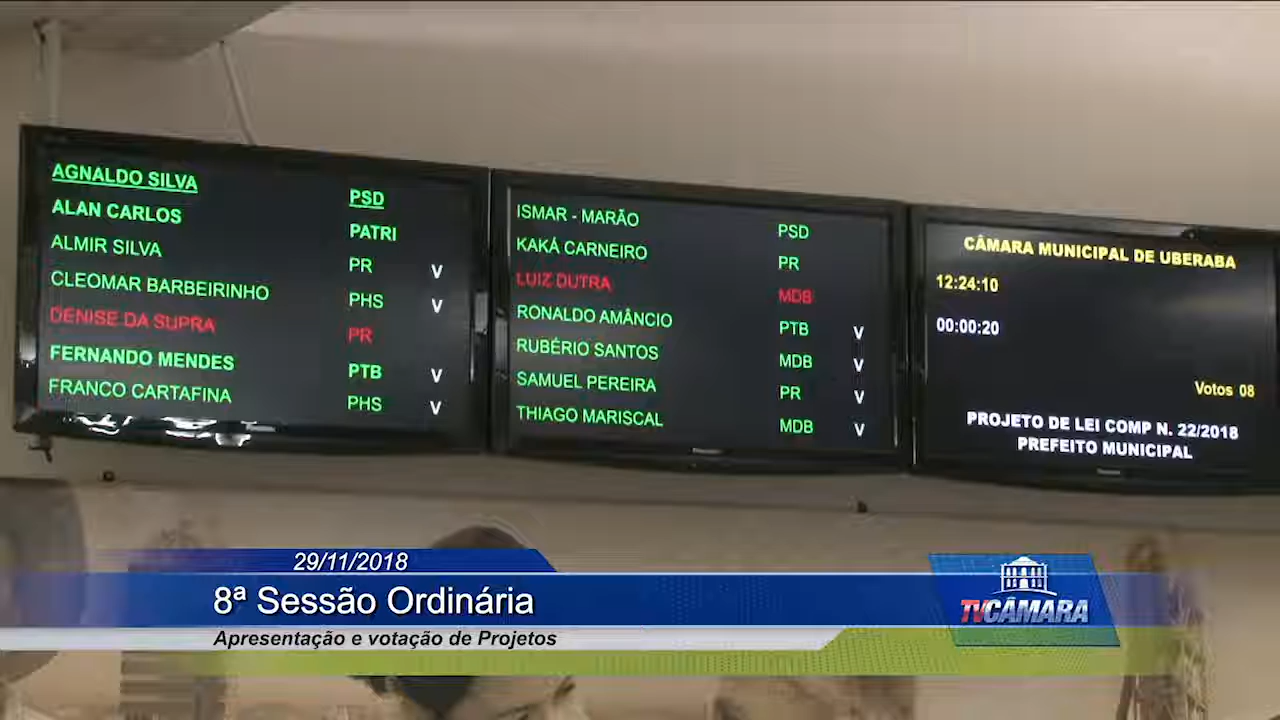 AGNALDO SILVA PSD
ALAN CARLOS PATRI
ALMIR SILVA PR V
CLEOMAR BARBEIRINHO PHS V
DENISE DA SUPRA PR
FERNANDO MENDES PTB V
FRANCO CARTAFINA PHS V
ISMAR - MARÃO PSD
KAKÁ CARNEIRO PR
LUIZ DUTRA MDB
RONALDO AMÂNCIO PTB V
RUBÉRIO SANTOS MDB V
SAMUEL PEREIRA PR V
THIAGO MARISCAL MDB V
CÂMARA MUNICIPAL DE UBERABA
12:24:10
00:00:20
Votos 08
PROJETO DE LEI COMP N. 22/2018
PREFEITO MUNICIPAL
29/11/2018
8ª Sessão Ordinária
Apresentação e votação de Projetos
TVCÂMARA